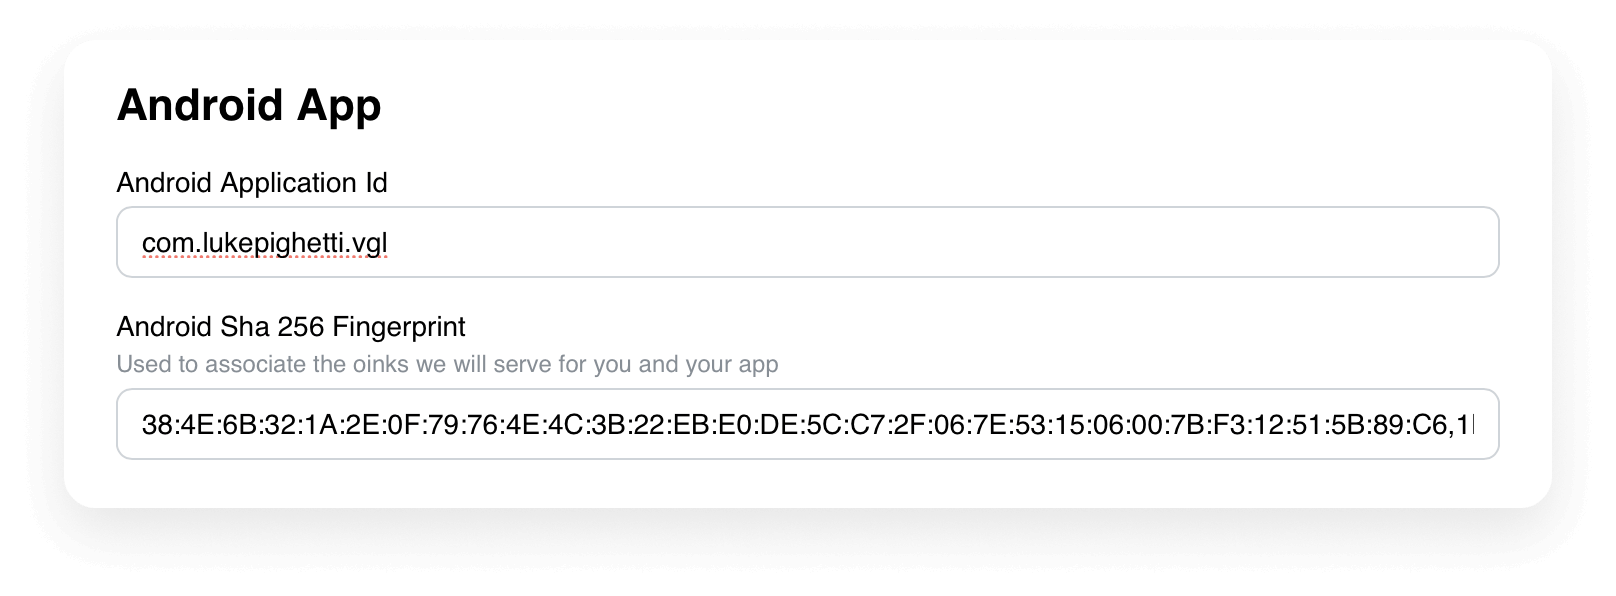 Android App
Android Application Id
com.lukepighetti.vgl
Android Sha 256 Fingerprint
Used to associate the oinks we will serve for you and your app
38:4E:6B:32:1A:2E:0F:79:76:4E:4C:3B:22:EB:E0:DE:5C:C7:2F:06:7E:53:15:06:00:7B:F3:12:51:5B:89:C6,1